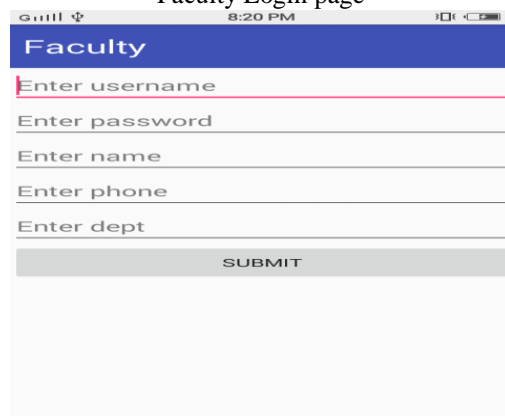 Faculty Login page
8:20 PM
Faculty
Enter username
Enter password
Enter name
Enter phone
Enter dept
SUBMIT